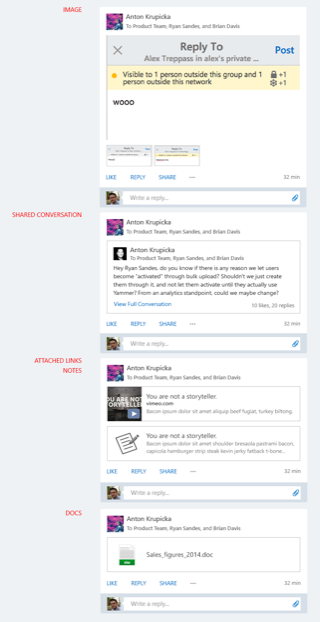 IMAGE
Anton Krupicka
To Product Team, Ryan Sandes, and Brian Davis
Reply To
Post
Alex Treppass in alex's private ...
Visible to 1 person outside this group and 1
person outside this network
+1
+1
wooo
LIKE REPLY SHARE ...
32 min
Write a reply...
SHARED CONVERSATION
Anton Krupicka
To Product Team, Ryan Sandes, and Brian Davis
Anton Krupicka
To Product Team, Ryan Sandes, and Brian Davis
Hey Ryan Sandes, do you know if there is any reason we let users
become "activated" through bulk upload? Shouldn't we just create
them through it, and not let them activate until they actually use
Yammer? From an analytics standpoint, could we maybe change?
View Full Conversation
10 likes, 20 replies
LIKE REPLY SHARE ...
32 min
Write a reply...
ATTACHED LINKS
NOTES
Anton Krupicka
To Product Team, Ryan Sandes, and Brian Davis
YOU ARE NO
STORYTELLE
You are not a storyteller.
vimeo.com
Bacon ipsum dolor sit amet aliquip beef fugiat, turkey biltong.
You are not a storyteller.
Bacon ipsum dolor sit amet shoulder bresaola pastrami bacon,
capicola hamburger strip steak kevin jerky fatback t-bone...
LIKE REPLY SHARE ...
32 min
Write a reply...
DOCS
Anton Krupicka
To Product Team, Ryan Sandes, and Brian Davis
Sales_figures_2014.doc
LIKE REPLY SHARE ...
32 min
Write a reply...